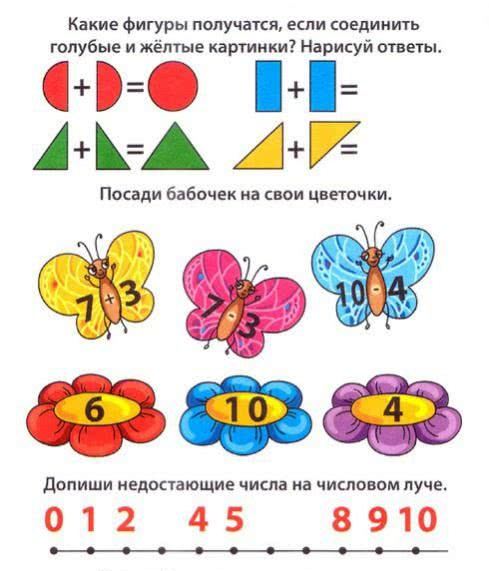 Какие фигуры получатся, если соединить
голубые и жёлтые картинки? Нарисуй ответы.
+ = + =
+ = + =
Посади бабочек на свои цветочки.
7 + 3 7 - 3 10 - 4
6 10 4
Допиши недостающие числа на числовом луче.
0 1 2 4 5 8 9 10